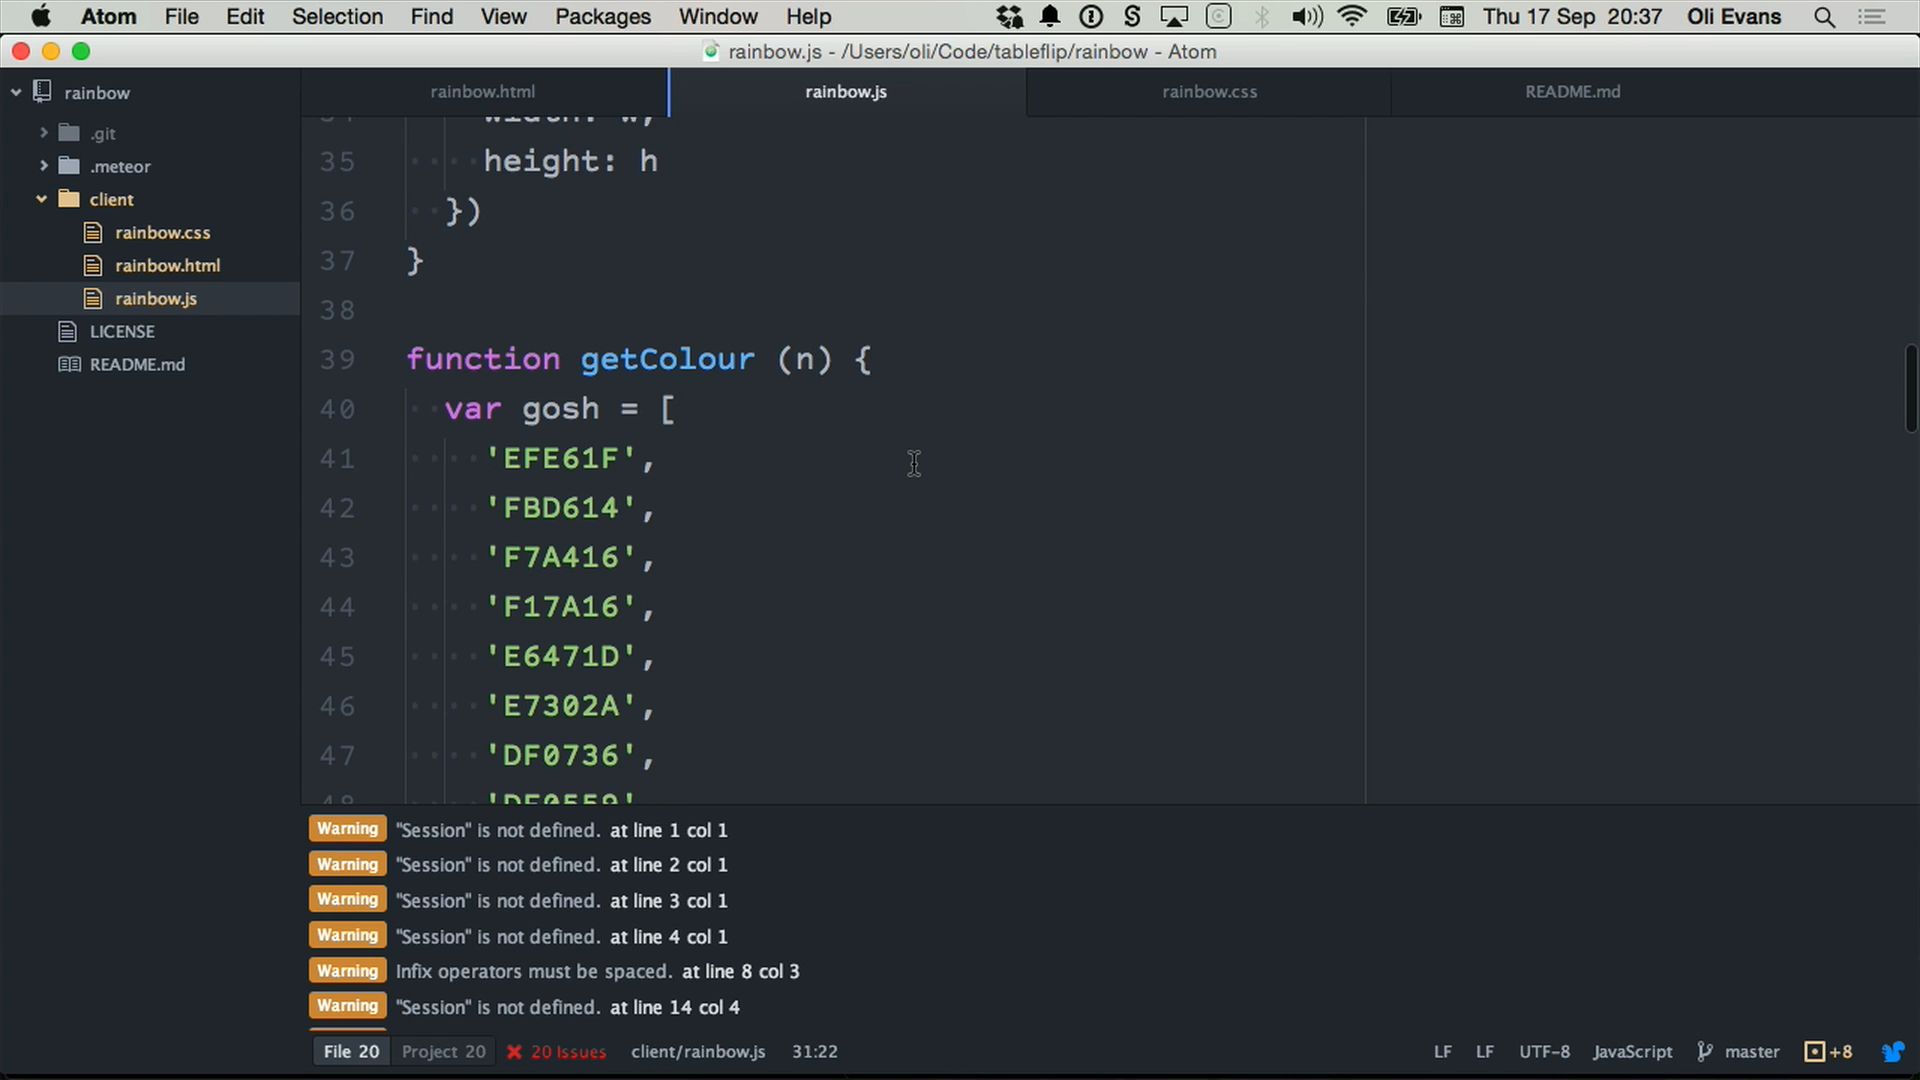 Atom File Edit Selection Find View Packages Window Help Thu 17 Sep 20:37 Oli Evans
rainbow.js - /Users/oli/Code/tableflip/rainbow - Atom
rainbow
.git
.meteor
client
rainbow.css
rainbow.html
rainbow.js
LICENSE
README.md
rainbow.html rainbow.js rainbow.css README.md
34 width: w,
35 height: h
36 })
37 }
38
39 function getColour (n) {
40 var gosh = [
41 'EFE61F',
42 'FBD614',
43 'F7A416',
44 'F17A16',
45 'E6471D',
46 'E7302A',
47 'DF0736',
48
Warning "Session" is not defined. at line 1 col 1
Warning "Session" is not defined. at line 2 col 1
Warning "Session" is not defined. at line 3 col 1
Warning "Session" is not defined. at line 4 col 1
Warning Infix operators must be spaced. at line 8 col 3
Warning "Session" is not defined. at line 14 col 4
File 20 Project 20 20 Issues client/rainbow.js 31:22 LF LF UTF-8 JavaScript master +8